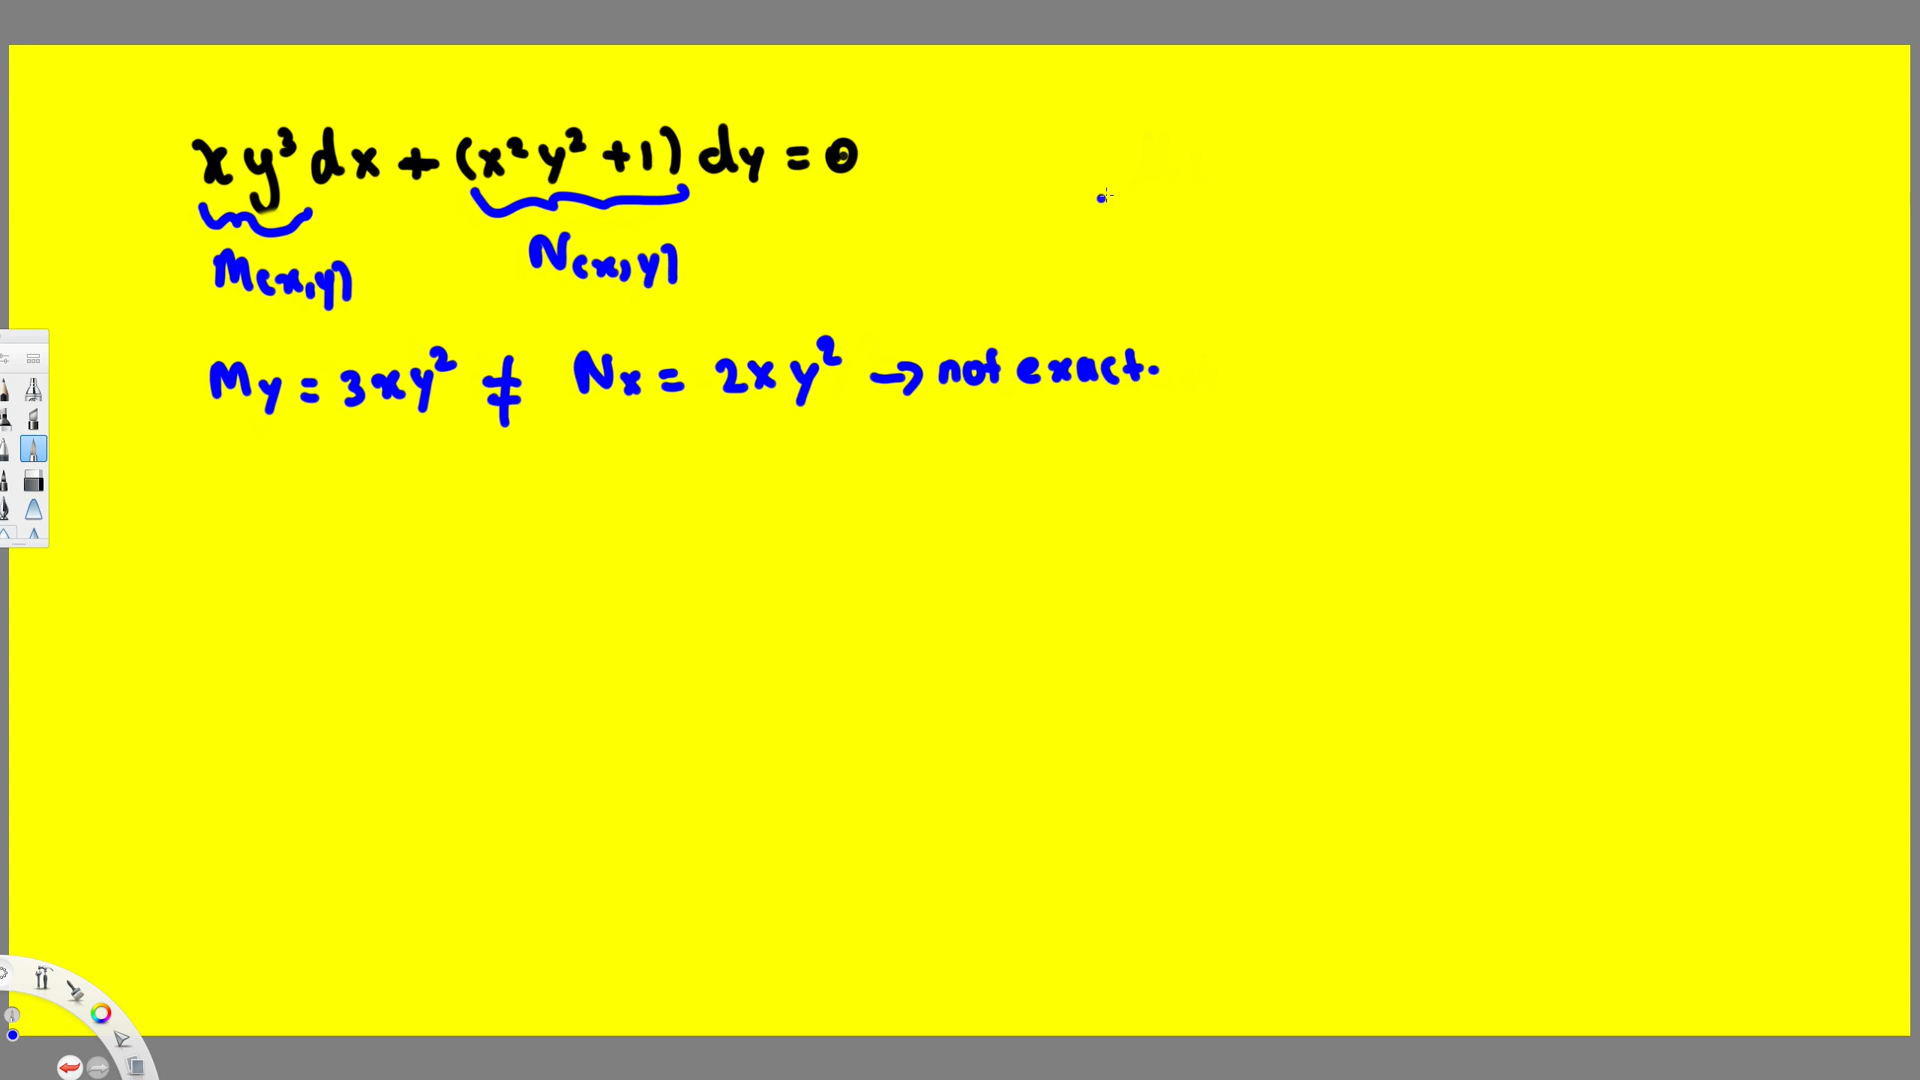 xy³dx + (x²y² + 1) dy = 0
M(x,y) N(x,y)
My = 3xy² ≠ Nx = 2xy² → not exact.